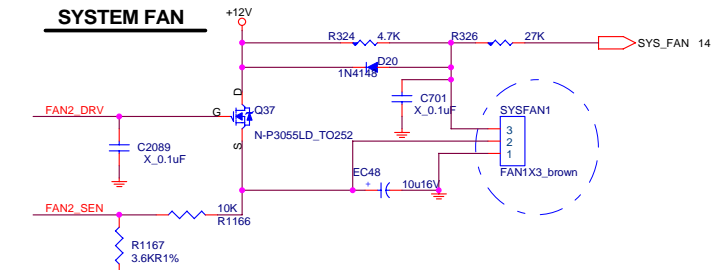 SYSTEM FAN
+12V
R324 4.7K R326 27K
SYS_FAN 14
D20
1N4148
C701
X_0.1uF
SYSFAN1
3
2
1
FAN1X3_brown
FAN2_DRV
D
G
Q37
S
N-P3055LD_TO252
C2089
X_0.1uF
EC48
+
10u16V
FAN2_SEN
10K
R1166
R1167
3.6KR1%